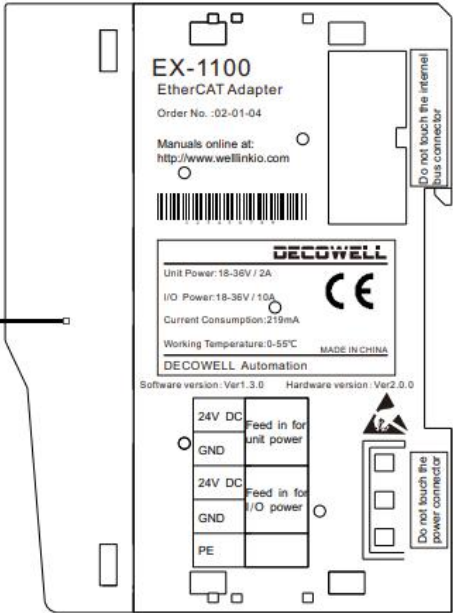 EX-1100
EtherCAT Adapter
Order No. :02-01-04
Manuals online at:
http://www.welllinkio.com
Do not touch the internal
bus connector
DECOWELL
Unit Power:18-36V / 2A
I/O Power:18-36V / 10A
Current Consumption:219mA
Working Temperature:0-55℃
MADE IN CHINA
DECOWELL Automation
Software version:Ver1.3.0 Hardware version:Ver2.0.0
24V DC
GND
Feed in for
unit power
24V DC
GND
Feed in for
I/O power
PE
Do not touch the
power connector